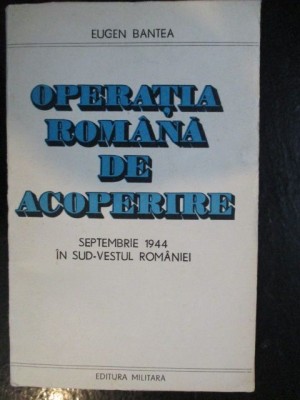 EUGEN BANTEA
OPERAȚIA
ROMÂNĂ
DE
ACOPERIRE
SEPTEMBRIE 1944
ÎN SUD-VESTUL ROMÂNIEI
EDITURA MILITARĂ